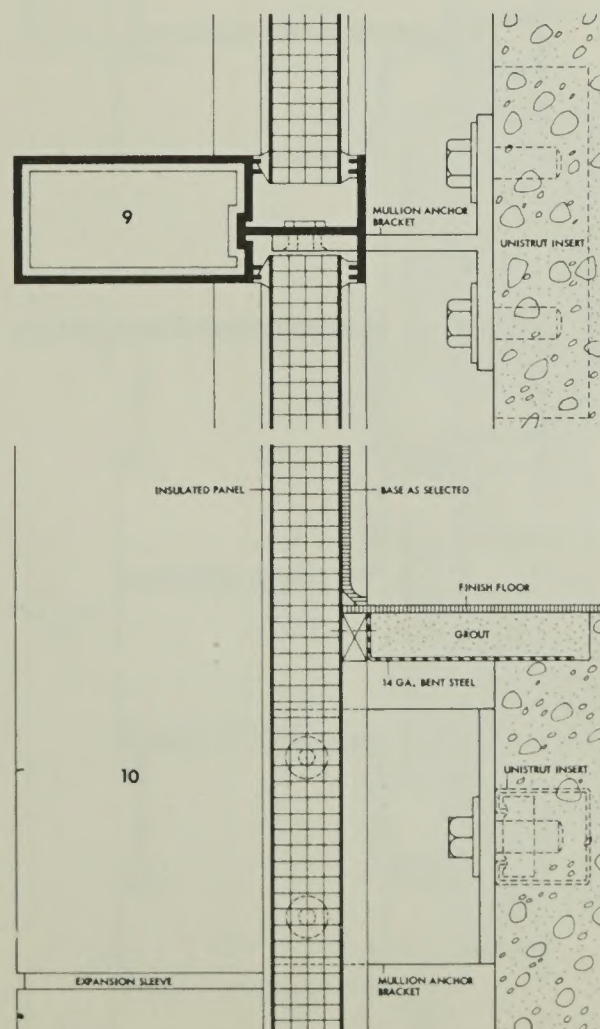 9
MULLION ANCHOR
BRACKET
UNISTRUT INSERT
INSULATED PANEL
BASE AS SELECTED
FINISH FLOOR
GROUT
14 GA. BENT STEEL
10
UNISTRUT INSERT
EXPANSION SLEEVE
MULLION ANCHOR
BRACKET